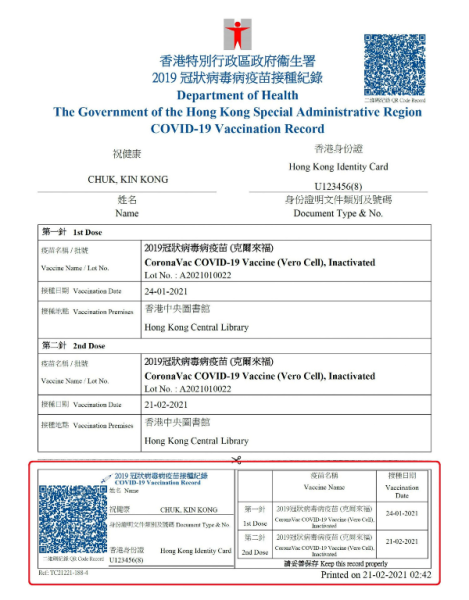 香港特別行政區政府衞生署
2019 冠狀病毒病疫苗接種紀錄
Department of Health
The Government of the Hong Kong Special Administrative Region
COVID-19 Vaccination Record
二維碼紀錄 QR Code Record
祝健康
CHUK, KIN KONG
姓名
Name
香港身份證
Hong Kong Identity Card
U123456(8)
身份證明文件類別及號碼
Document Type & No.
第一針 1st Dose
疫苗名稱 / 批號
Vaccine Name / Lot No.
2019冠狀病毒病疫苗 (克爾來福)
CoronaVac COVID-19 Vaccine (Vero Cell), Inactivated
Lot No. : A2021010022
接種日期 Vaccination Date
24-01-2021
接種地點 Vaccination Premises
香港中央圖書館
Hong Kong Central Library
第二針 2nd Dose
疫苗名稱 / 批號
Vaccine Name / Lot No.
2019冠狀病毒病疫苗 (克爾來福)
CoronaVac COVID-19 Vaccine (Vero Cell), Inactivated
Lot No. : A2021010022
接種日期 Vaccination Date
21-02-2021
接種地點 Vaccination Premises
香港中央圖書館
Hong Kong Central Library
2019 冠狀病毒病疫苗接種紀錄
COVID-19 Vaccination Record
姓名 Name
祝健康 CHUK, KIN KONG
身份證明文件類別及號碼 Document Type & No.
香港身份證 Hong Kong Identity Card
U123456(8)
二維碼紀錄 QR Code Record
疫苗名稱
Vaccine Name
接種日期
Vaccination
Date
第一針
1st Dose
2019冠狀病毒病疫苗 (克爾來福)
CoronaVac COVID-19 Vaccine (Vero Cell),
Inactivated
24-01-2021
第二針
2nd Dose
2019冠狀病毒病疫苗 (克爾來福)
CoronaVac COVID-19 Vaccine (Vero Cell),
Inactivated
21-02-2021
請妥善保存 Keep this record properly
Ref: TC21221-188-4
Printed on 21-02-2021 02:42